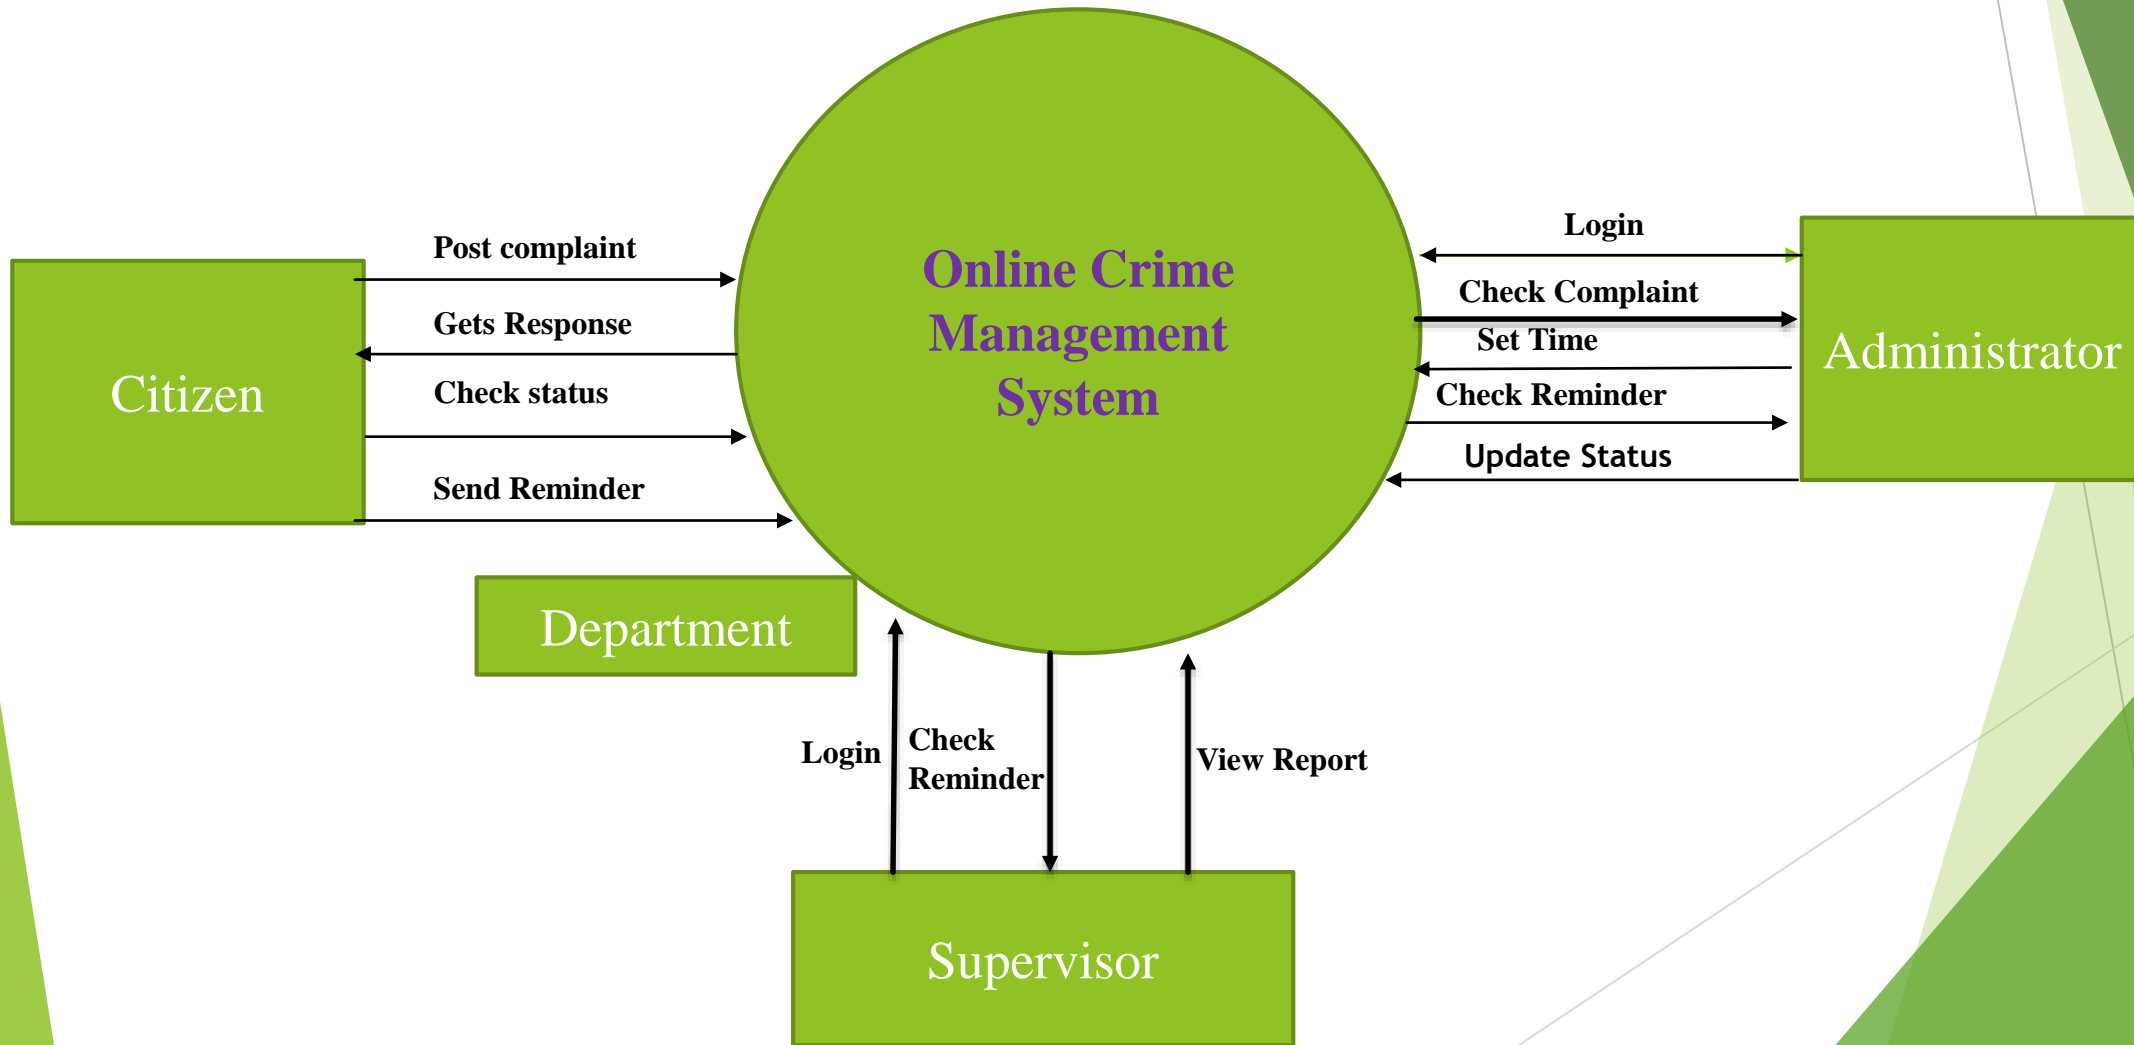 Citizen
Post complaint
Gets Response
Check status
Send Reminder
Online Crime
Management
System
Login
Check Complaint
Set Time
Check Reminder
Update Status
Administrator
Department
Login
Check
Reminder
View Report
Supervisor